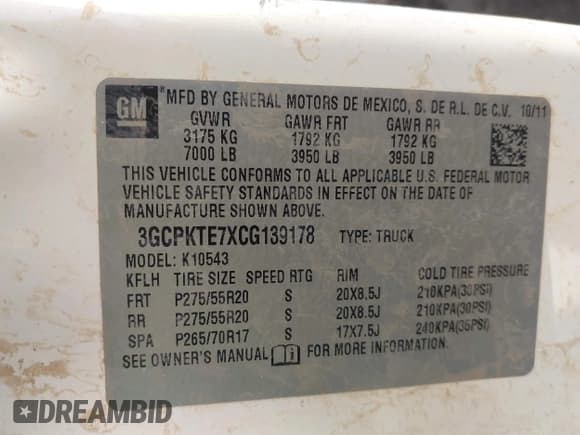 GM
*MFD BY GENERAL MOTORS DE MEXICO, S. DE R.L. DE C.V. 10/11
GVWR GAWR FRT GAWR RR
3175 KG 1792 KG 1792 KG
7000 LB 3950 LB 3950 LB
THIS VEHICLE CONFORMS TO ALL APPLICABLE U.S. FEDERAL MOTOR
VEHICLE SAFETY STANDARDS IN EFFECT ON THE DATE OF
MANUFACTURE SHOWN ABOVE.
3GCPKTE7XCG139178 TYPE: TRUCK
MODEL: K10543
KFLH TIRE SIZE SPEED RTG RIM COLD TIRE PRESSURE
FRT P275/55R20 S 20X8.5J 210KPA(30PSI)
RR P275/55R20 S 20X8.5J 210KPA(30PSI)
SPA P265/70R17 S 17X7.5J 240KPA(35PSI)
SEE OWNER'S MANUAL FOR MORE INFORMATION.
DREAMBID